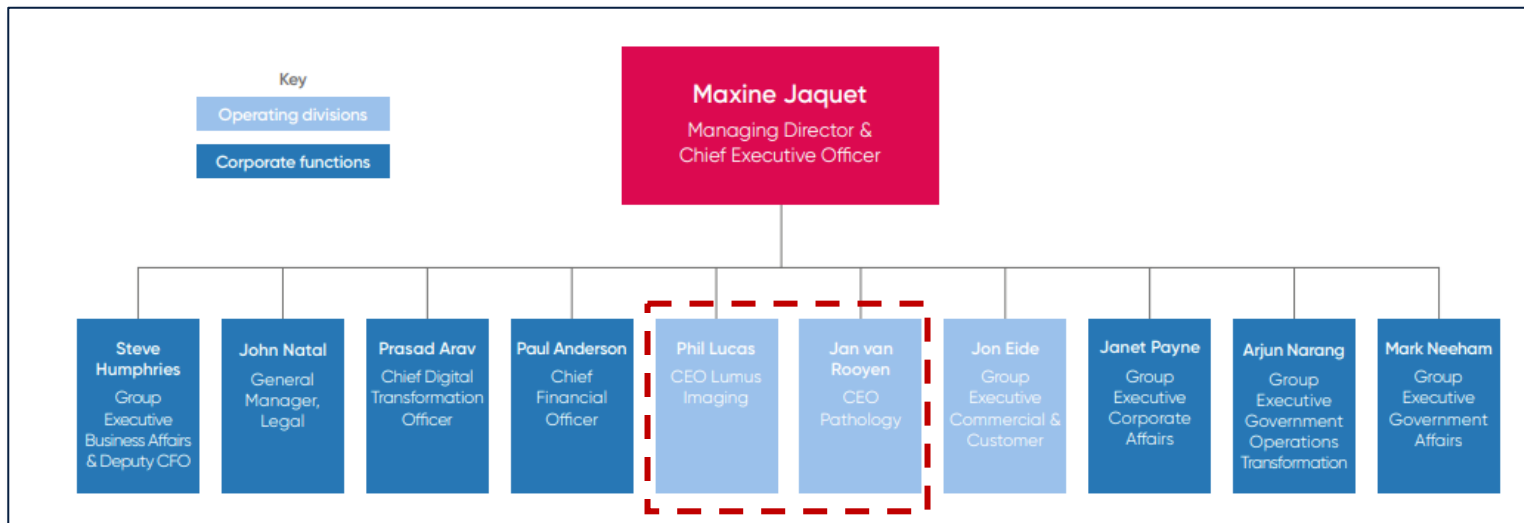 Key
Operating divisions
Corporate functions
Maxine Jaquet
Managing Director &
Chief Executive Officer
Steve
Humphries
Group
Executive
Business Affairs
& Deputy CFO
John Natal
General
Manager,
Legal
Prasad Arav
Chief Digital
Transformation
Officer
Paul Anderson
Chief
Financial
Officer
Phil Lucas
CEO Lumus
Imaging
Jan van
Rooyen
CEO
Pathology
Jon Eide
Group
Executive
Commercial &
Customer
Janet Payne
Group
Executive
Corporate
Affairs
Arjun Narang
Group
Executive
Government
Operations
Transformation
Mark Neeham
Group
Executive
Government
Affairs